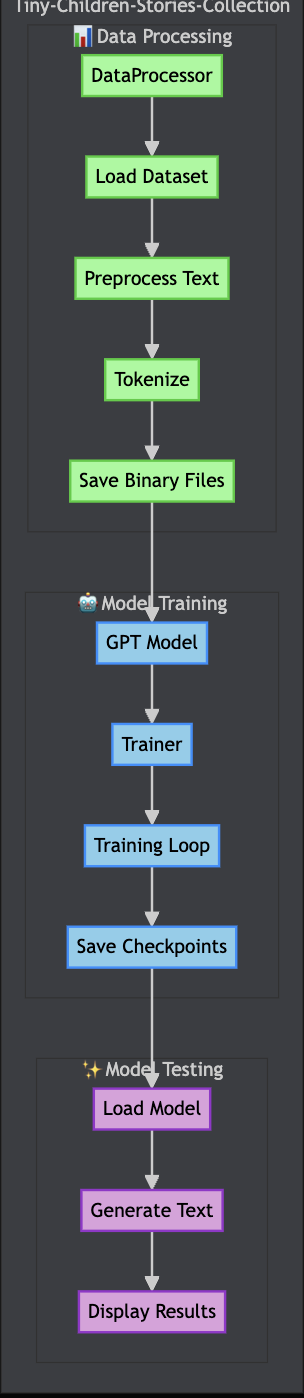 Tiny-Children-Stories-Collection
📊 Data Processing
DataProcessor
Load Dataset
Preprocess Text
Tokenize
Save Binary Files
🤖 Model Training
GPT Model
Trainer
Training Loop
Save Checkpoints
✨ Model Testing
Load Model
Generate Text
Display Results